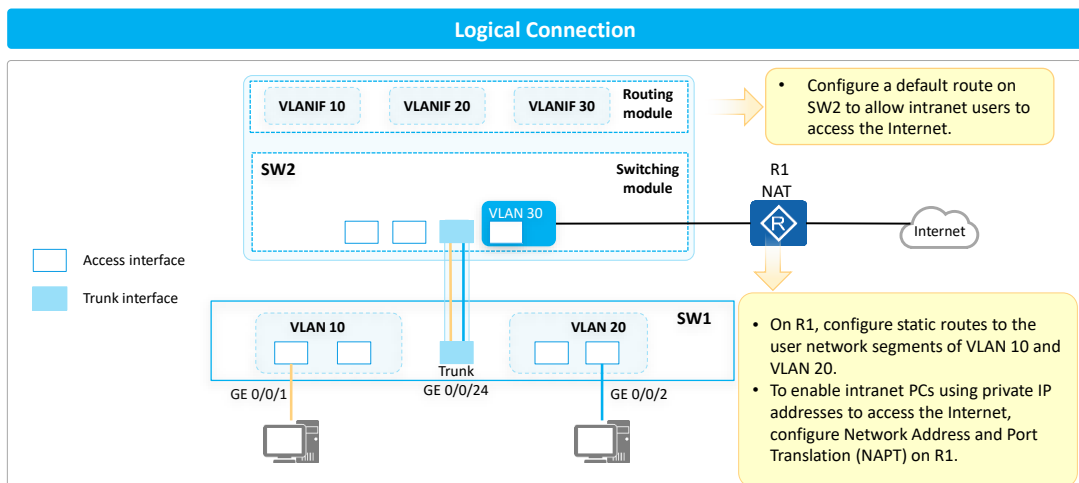 Logical Connection
VLANIF 10
VLANIF 20
VLANIF 30
Routing
module
• Configure a default route on
SW2 to allow intranet users to
access the Internet.
SW2
Switching
module
VLAN 30
R1
NAT
R
Internet
Access interface
Trunk interface
VLAN 10
VLAN 20
SW1
Trunk
GE 0/0/1
GE 0/0/24
GE 0/0/2
• On R1, configure static routes to the
user network segments of VLAN 10 and
VLAN 20.
• To enable intranet PCs using private IP
addresses to access the Internet,
configure Network Address and Port
Translation (NAPT) on R1.